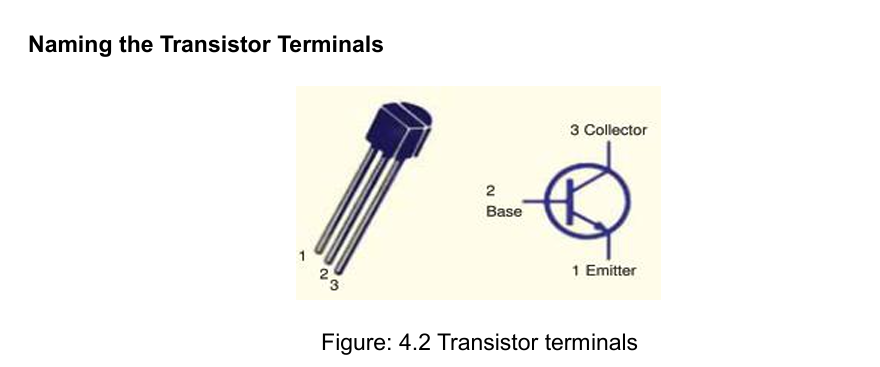 Naming the Transistor Terminals
3 Collector
2
Base
1
2
3
1 Emitter
Figure: 4.2 Transistor terminals